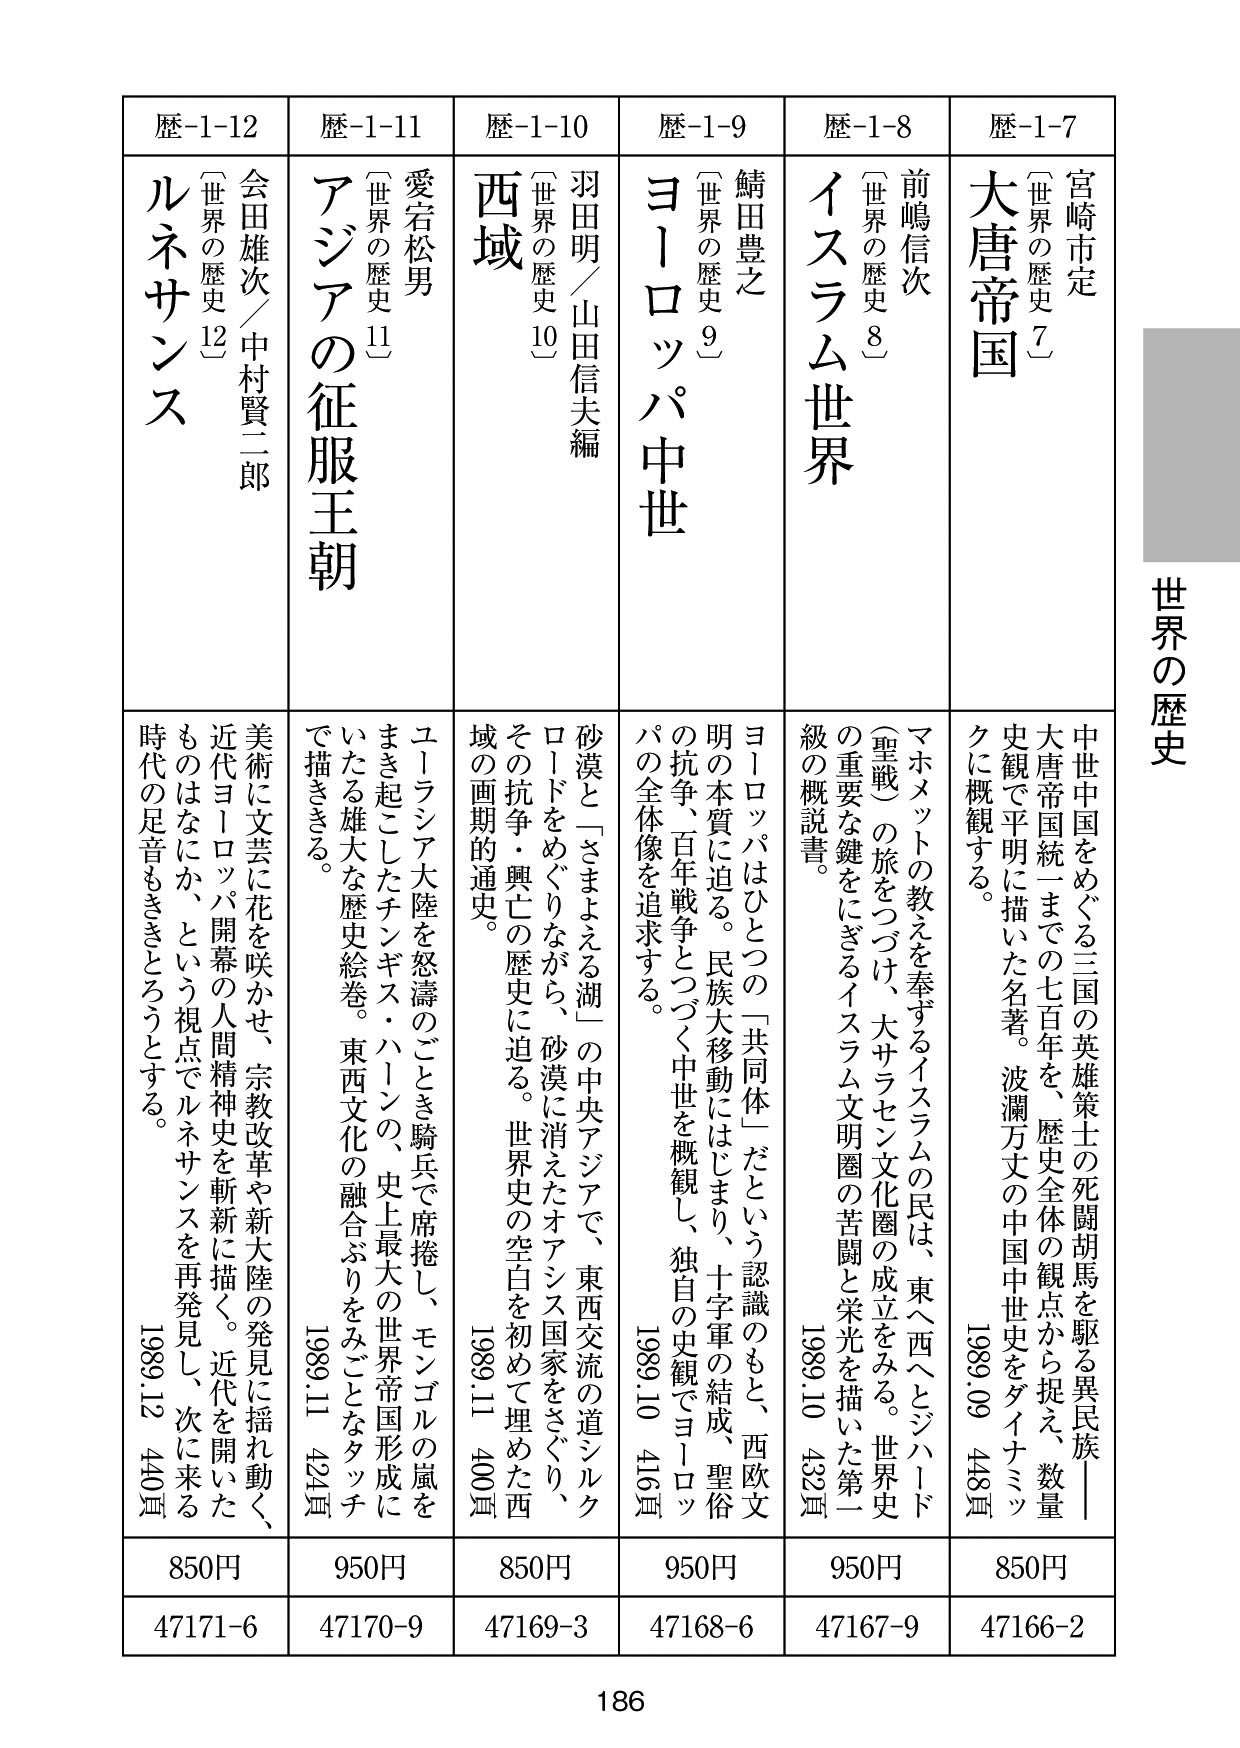 世界の歴史
歴-1-7
宮崎市定
〔世界の歴史 7〕
大唐帝国
中世中国をめぐる三国の英雄策士の死闘胡馬を駆る異民族――
大唐帝国統一までの七百年を、歴史全体の観点から捉え、数量
史観で平明に描いた名著。波瀾万丈の中国中世史をダイナミッ
クに概観する。
1989.09 448頁
850円
47166-2
歴-1-8
前嶋信次
〔世界の歴史 8〕
イスラム世界
マホメットの教えを奉ずるイスラムの民は、東へ西へとジハード
(聖戦)の旅をつづけ、大サラセン文化圏の成立をみる。世界史
の重要な鍵をにぎるイスラム文明圏の苦闘と栄光を描いた第一
級の概説書。
1989.10 432頁
950円
47167-9
歴-1-9
鯖田豊之
〔世界の歴史 9〕
ヨーロッパ中世
ヨーロッパはひとつの「共同体」だという認識のもと、西欧文
明の本質に迫る。民族大移動にはじまり、十字軍の結成、聖俗
の抗争、百年戦争とつづく中世を概観し、独自の史観でヨーロッ
パの全体像を追求する。
1989.10 416頁
950円
47168-6
歴-1-10
羽田明/山田信夫編
〔世界の歴史 10〕
西域
砂漠と「さまよえる湖」の中央アジアで、東西交流の道シルク
ロードをめぐりながら、砂漠に消えたオアシス国家をさぐり、
その抗争・興亡の歴史に迫る。世界史の空白を初めて埋めた西
域の画期的通史。
1989.11 400頁
850円
47169-3
歴-1-11
愛宕松男
〔世界の歴史 11〕
アジアの征服王朝
ユーラシア大陸を怒濤のごとき騎兵で席捲し、モンゴルの嵐を
まき起こしたチンギス・ハーンの、史上最大の世界帝国形成に
いたる雄大な歴史絵巻。東西文化の融合ぶりをみごとなタッチ
で描ききる。
1989.11 424頁
950円
47170-9
歴-1-12
会田雄次/中村賢二郎
〔世界の歴史 12〕
ルネサンス
美術に文芸に花を咲かせ、宗教改革や新大陸の発見に揺れ動く、
近代ヨーロッパ開幕の人間精神史を斬新に描く。近代を開いた
ものはなにか、という視点でルネサンスを再発見し、次に来る
時代の足音もききとろうとする。
1989.12 440頁
850円
47171-6
186